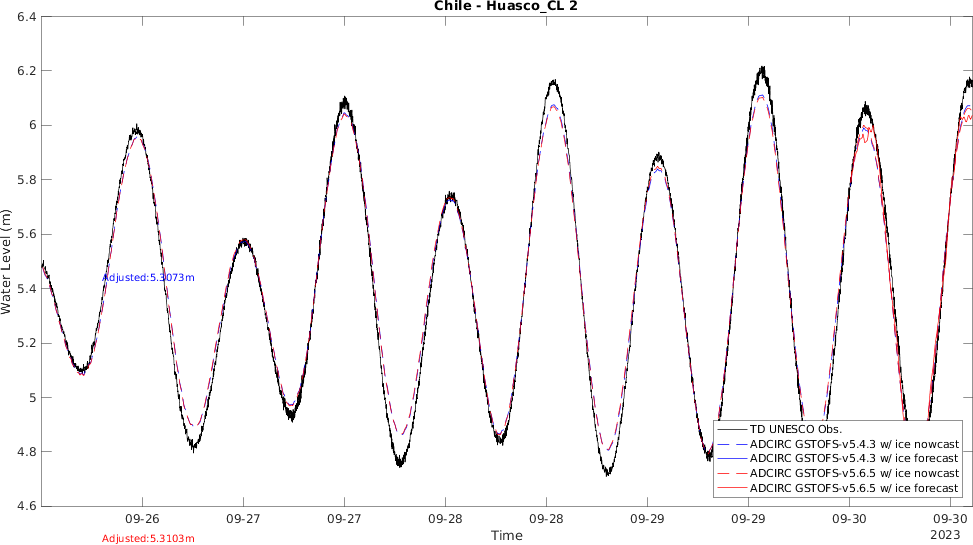 Chile - Huasco_CL 2
6.4
6.2
6
5.8
5.6
5.4
5.2
5
4.8
4.6
Water Level (m)
Adjusted:5.3073m
TD UNESCO Obs.
ADCIRC GSTOFS-v5.4.3 w/ ice nowcast
ADCIRC GSTOFS-v5.4.3 w/ ice forecast
ADCIRC GSTOFS-v5.6.5 w/ ice nowcast
ADCIRC GSTOFS-v5.6.5 w/ ice forecast
09-26 09-27 09-27 09-28 09-28 09-29 09-29 09-30 09-30
Time
2023
Adjusted:5.3103m